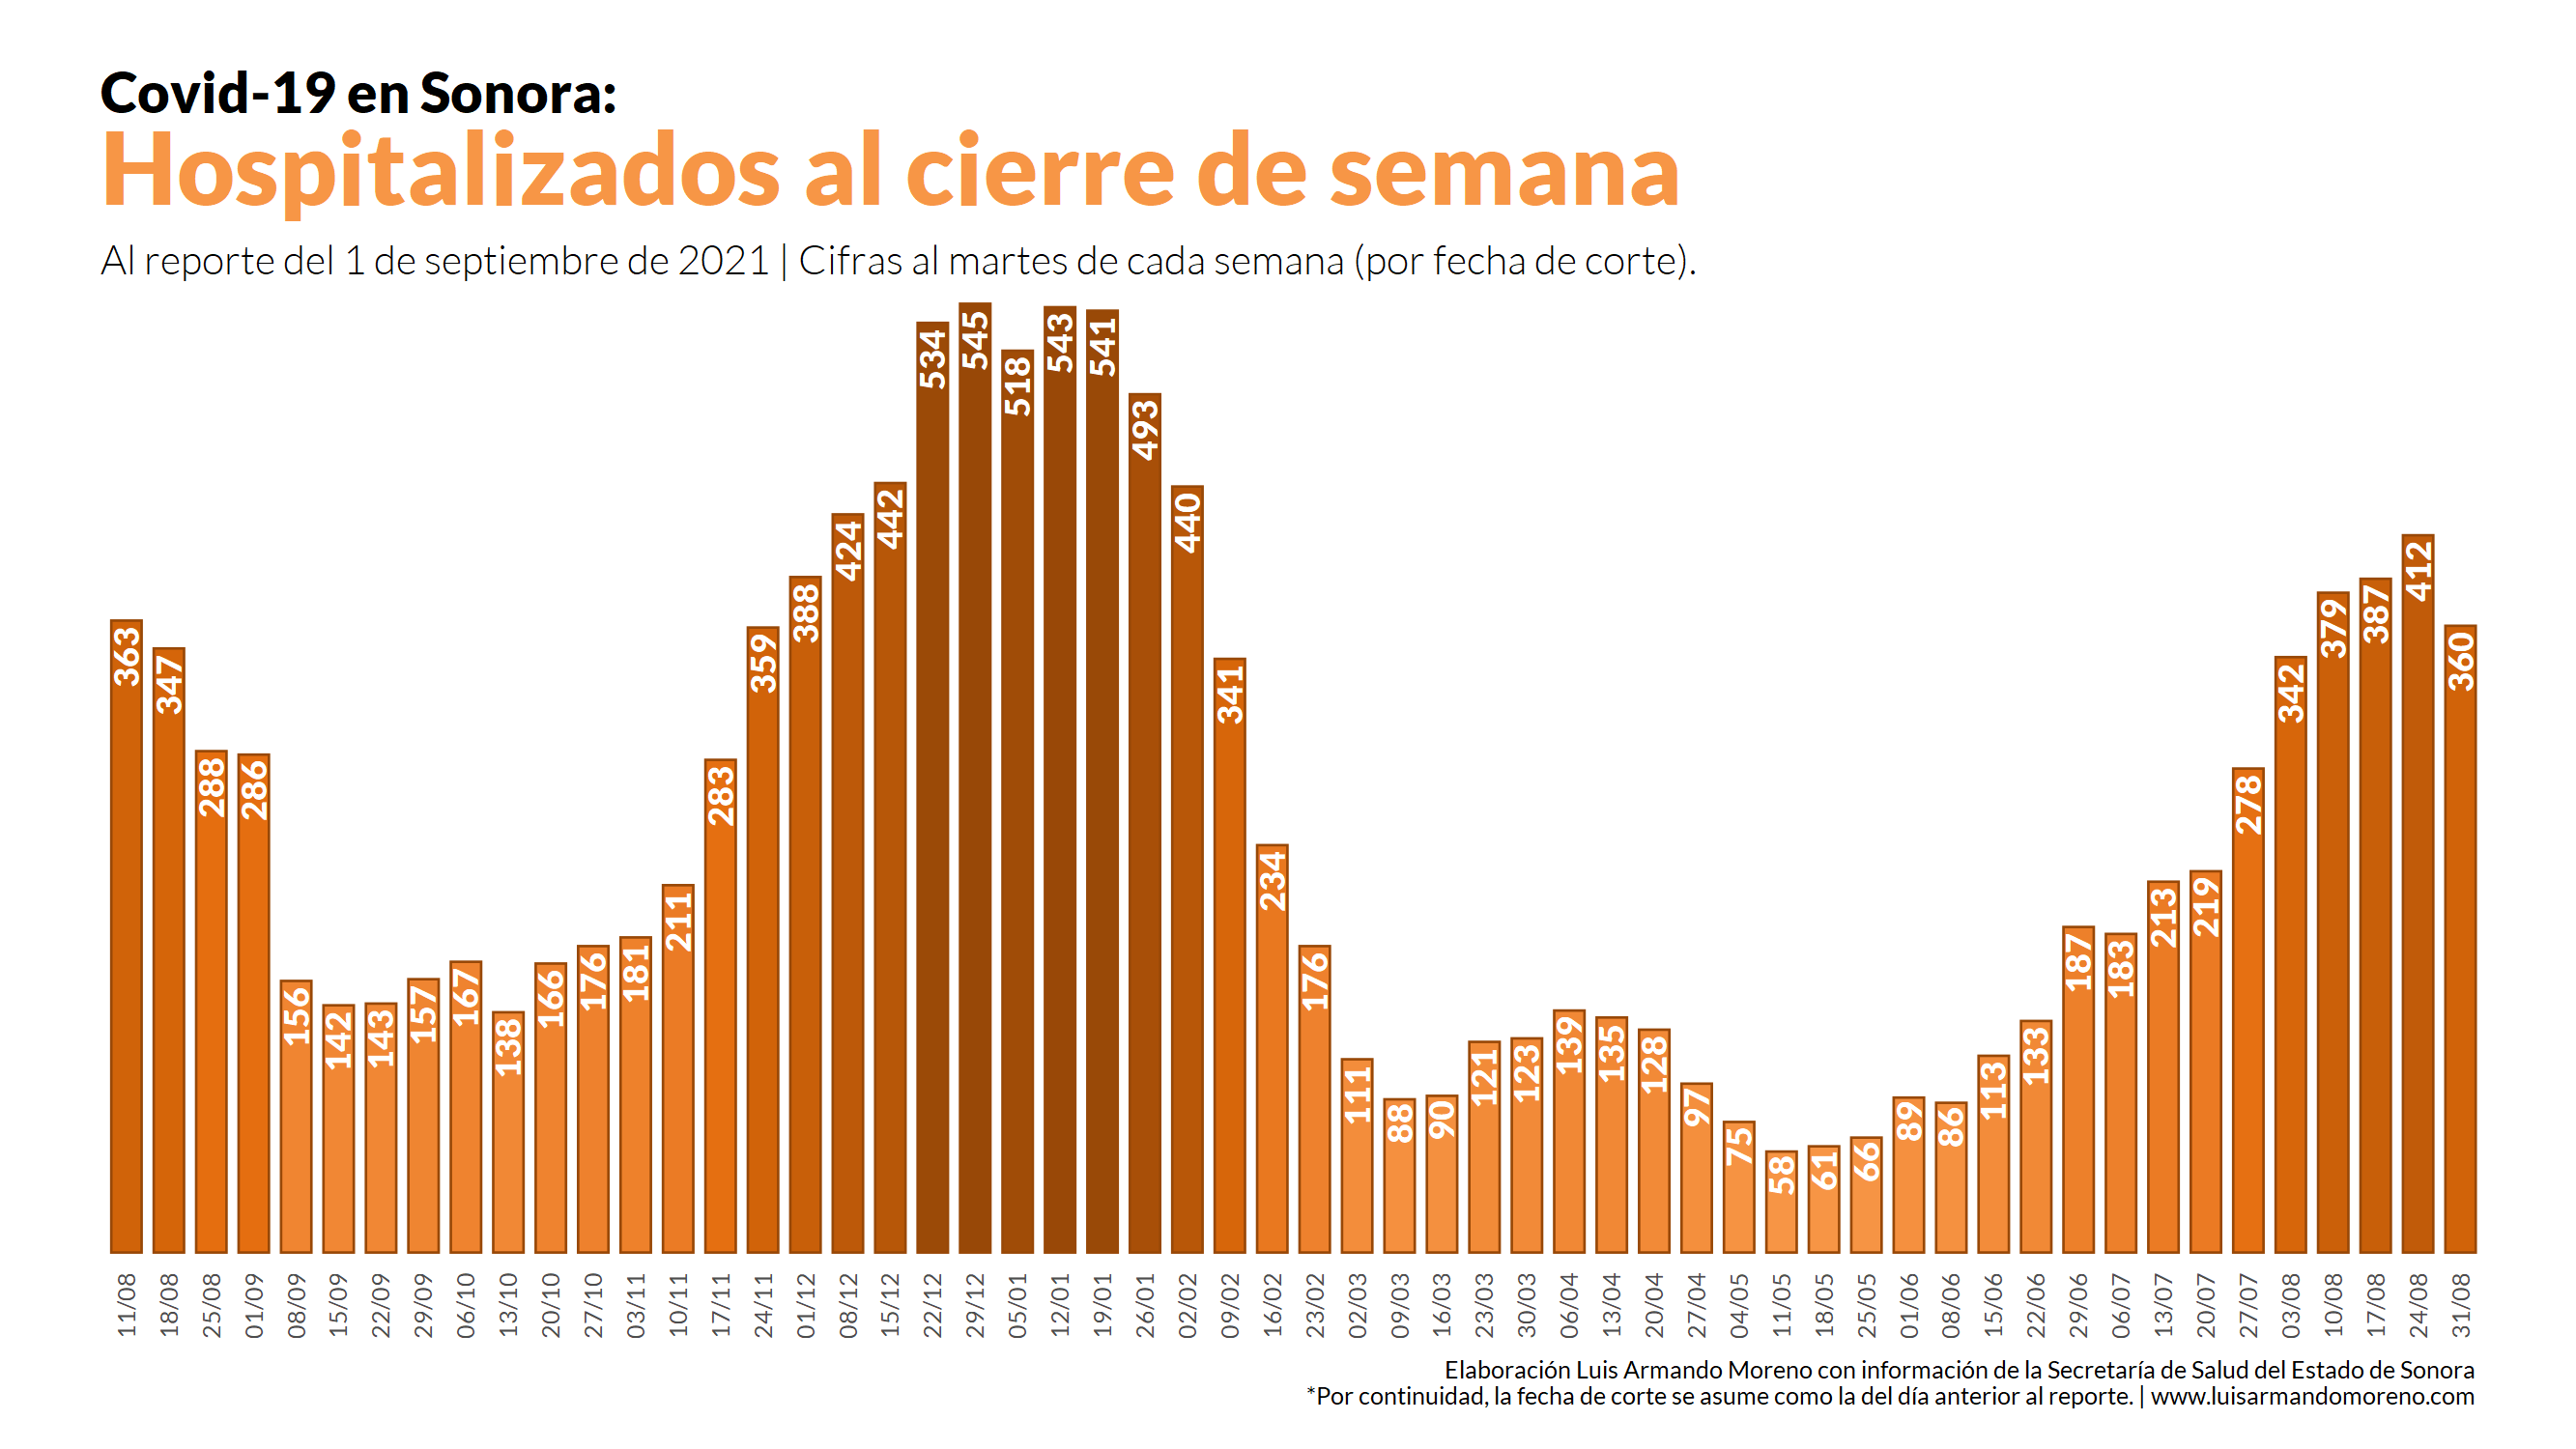 Covid-19 en Sonora:
Hospitalizados al cierre de semana
Al reporte del 1 de septiembre de 2021 | Cifras al martes de cada semana (por fecha de corte).
363 347 288 286 156 142 143 157 167 138 166 176 181 211 283 359 388 424 442 534 545 518 543 541 493 440 341 234 176 111 88 90 121 123 139 135 128 97 75 58 61 66 89 86 113 133 187 183 213 219 278 342 379 387 412 360
11/08 18/08 25/08 01/09 08/09 15/09 22/09 29/09 06/10 13/10 20/10 27/10 03/11 10/11 17/11 24/11 01/12 08/12 15/12 22/12 29/12 05/01 12/01 19/01 26/01 02/02 09/02 16/02 23/02 02/03 09/03 16/03 23/03 30/03 06/04 13/04 20/04 27/04 04/05 11/05 18/05 25/05 01/06 08/06 15/06 22/06 29/06 06/07 13/07 20/07 27/07 03/08 10/08 17/08 24/08 31/08
Elaboración Luis Armando Moreno con información de la Secretaría de Salud del Estado de Sonora
*Por continuidad, la fecha de corte se asume como la del día anterior al reporte. | www.luisarmandomoreno.com